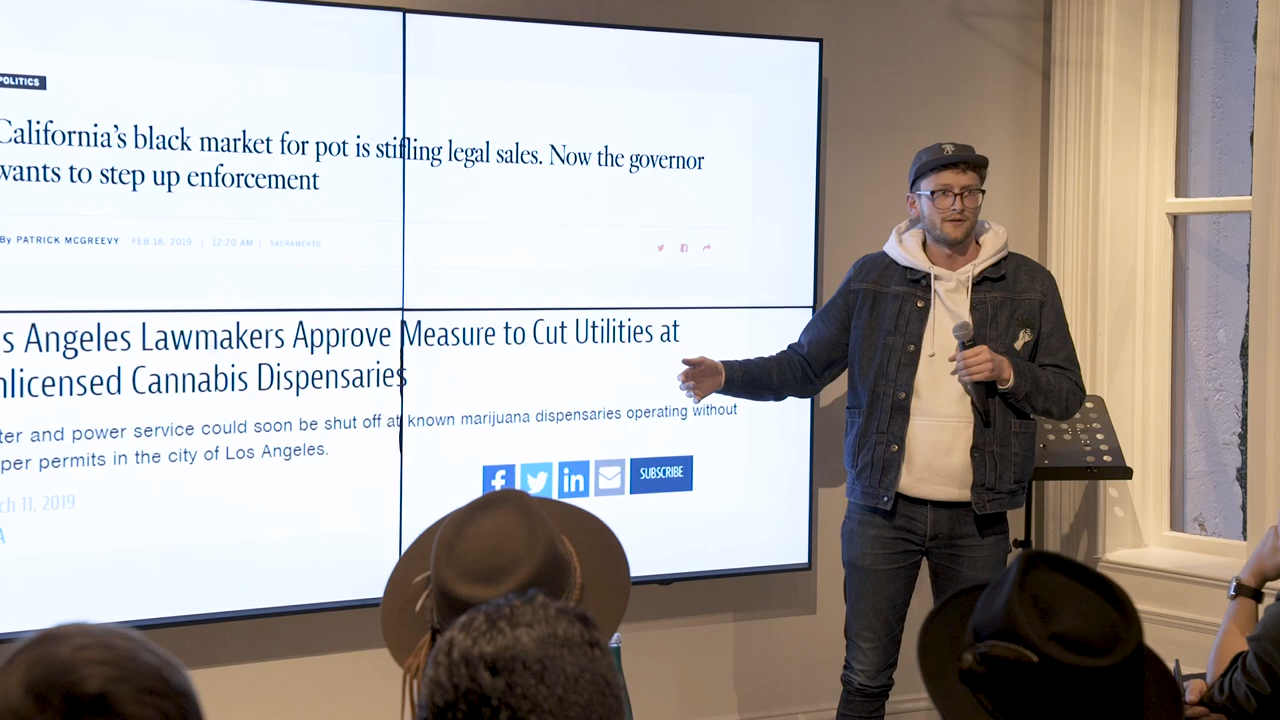 POLITICS
California's black market for pot is stifling legal sales. Now the governor
wants to step up enforcement
By PATRICK MCGREEVY FEB 18, 2019 | 12:20 AM | SACRAMENTO
s Angeles Lawmakers Approve Measure to Cut Utilities at
nlicensed Cannabis Dispensaries
ter and power service could soon be shut off at known marijuana dispensaries operating without
per permits in the city of Los Angeles.
SUBSCRIBE
ch 11, 2019
A